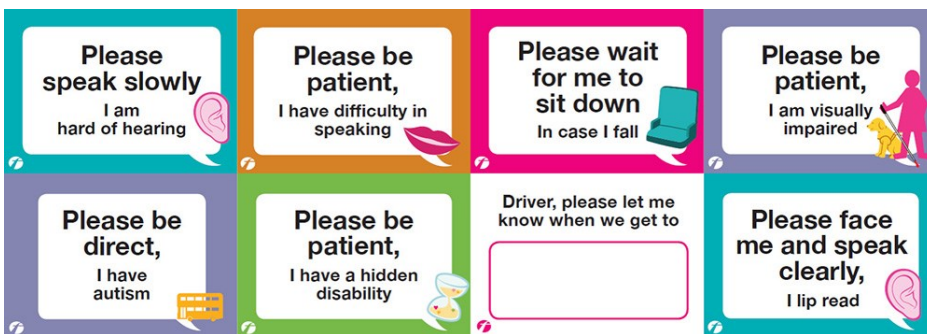 Please
speak slowly
I am
hard of hearing
Please be
patient,
I have difficulty in
speaking
Please wait
for me to
sit down
In case I fall
Please be
patient,
I am visually
impaired
Please be
direct,
I have
autism
Please be
patient,
I have a hidden
disability
Driver, please let me
know when we get to
Please face
me and speak
clearly,
I lip read